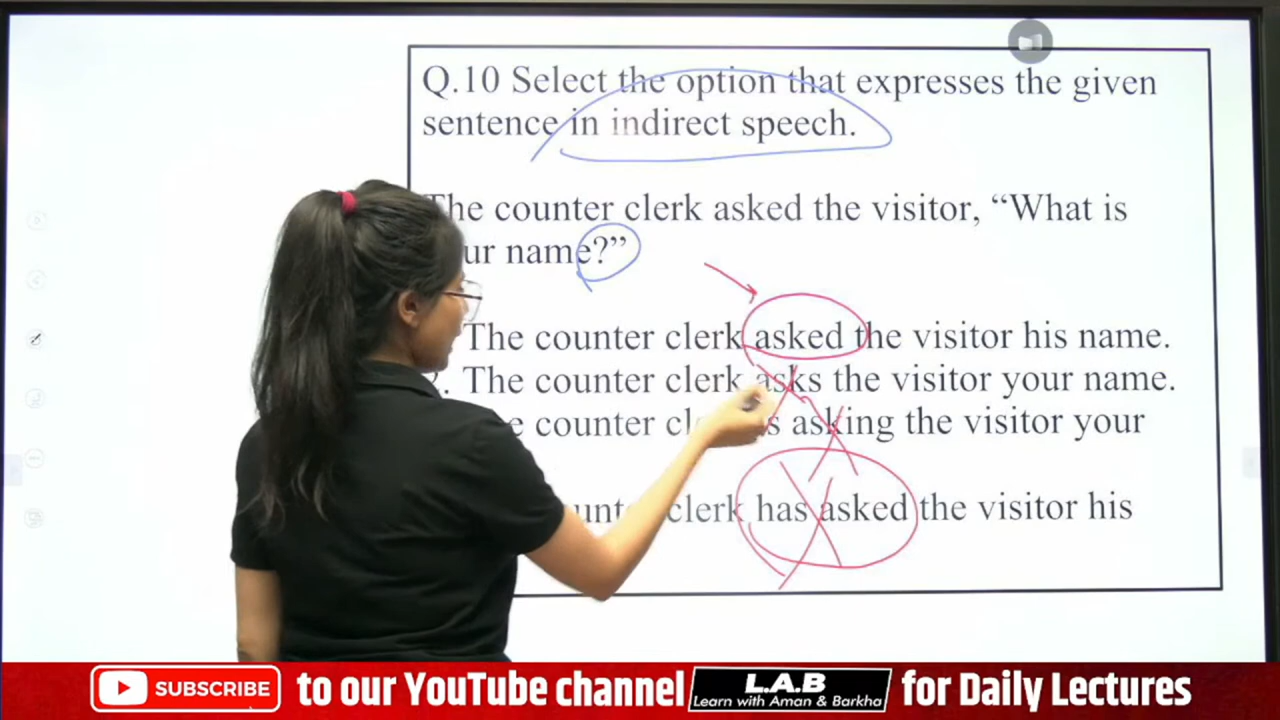 Q.10 Select the option that expresses the given
sentence in indirect speech.
The counter clerk asked the visitor, “What is
ur name?”
The counter clerk asked the visitor his name.
2. The counter clerk asks the visitor your name.
e counter cl s asking the visitor your
unt clerk has asked the visitor his
SUBSCRIBE to our YouTube channel L.A.B for Daily Lectures
Learn with Aman & Barkha